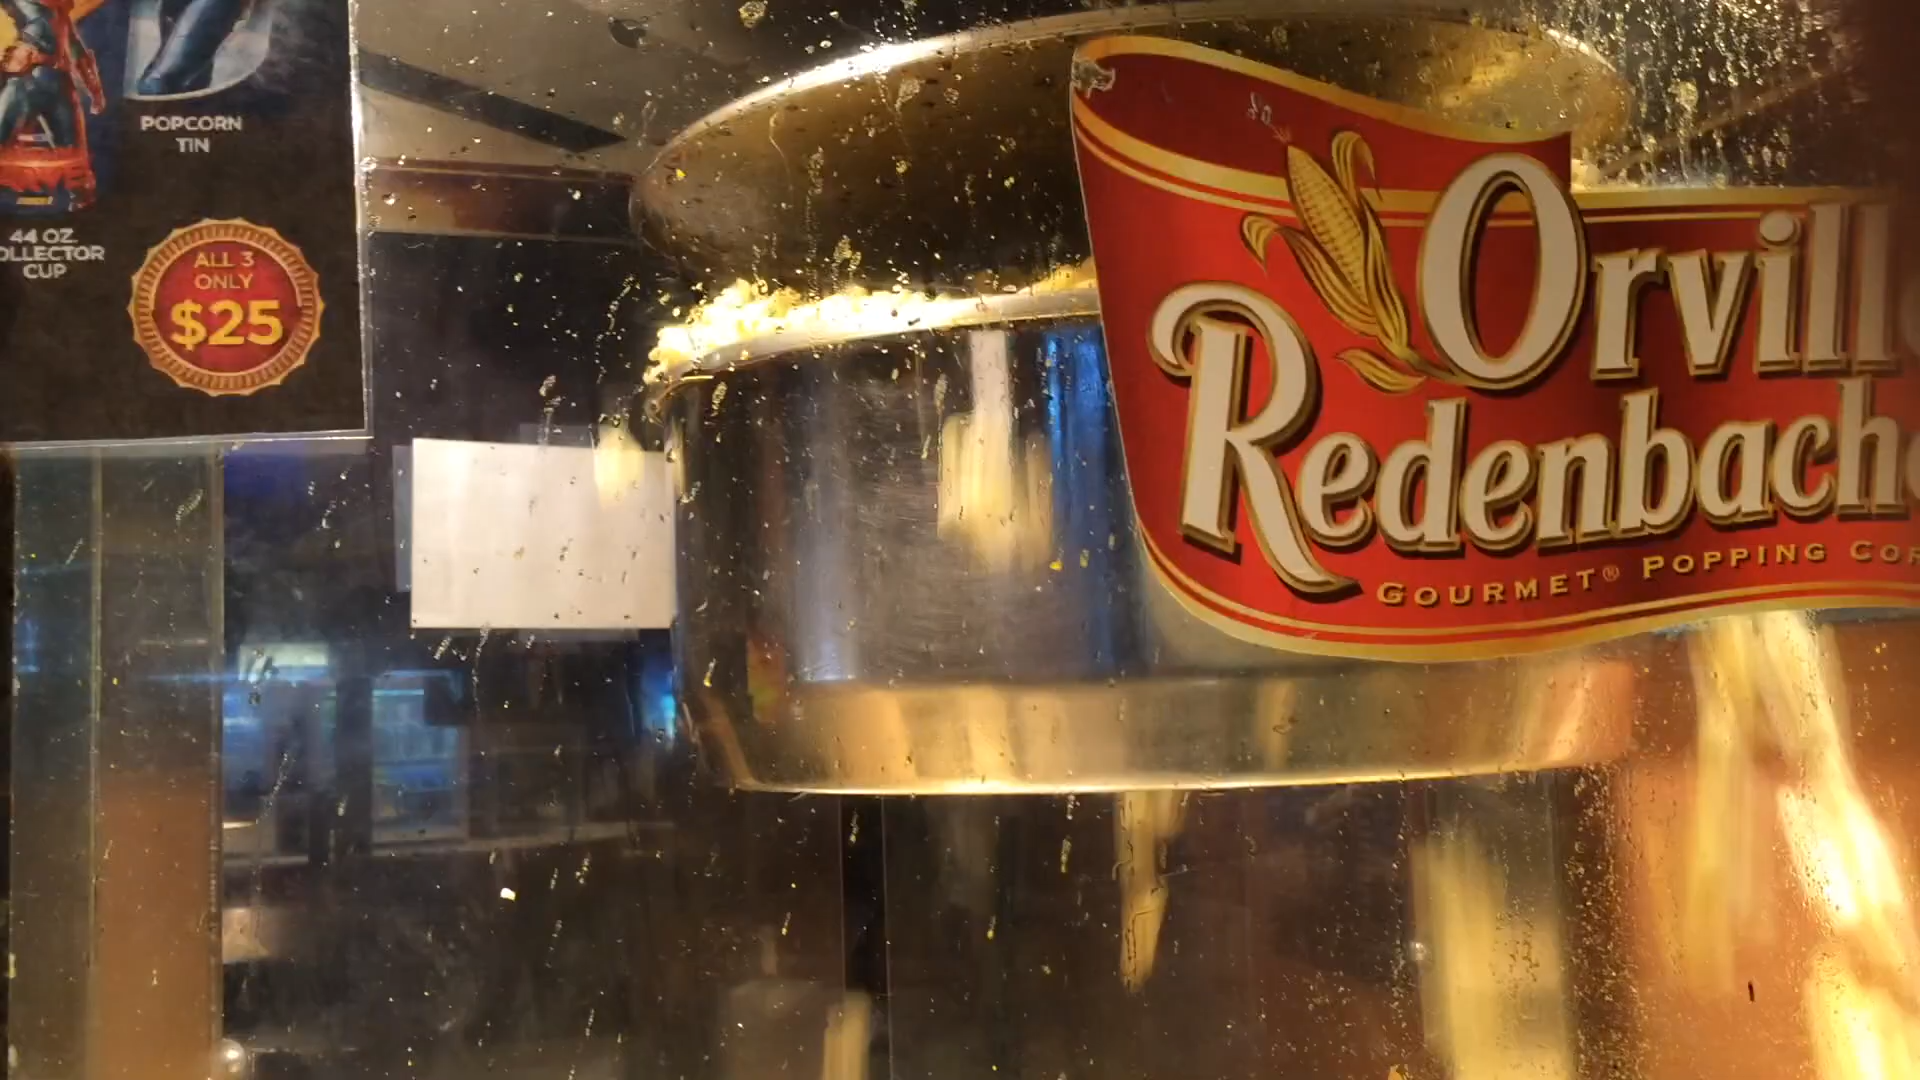 POPCORN
TIN
44 OZ.
OLLECTOR
CUP
ALL 3
ONLY
$25
Orvill
Redenbach
GOURMET® POPPING COR